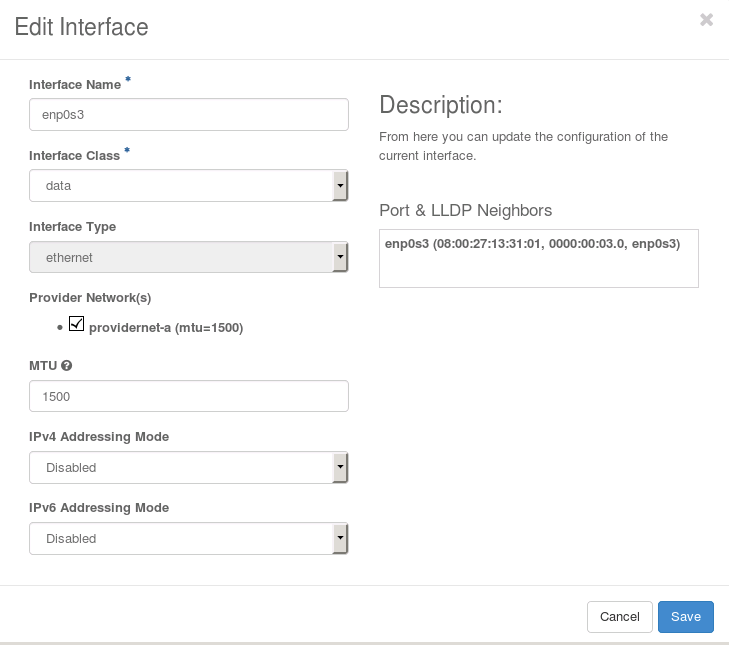 Edit Interface
Interface Name *
enp0s3
Interface Class *
data
Interface Type
ethernet
Provider Network(s)
• providernet-a (mtu=1500)
MTU
1500
IPv4 Addressing Mode
Disabled
IPv6 Addressing Mode
Disabled
Description:
From here you can update the configuration of the
current interface.
Port & LLDP Neighbors
enp0s3 (08:00:27:13:31:01, 0000:00:03.0, enp0s3)
Cancel
Save